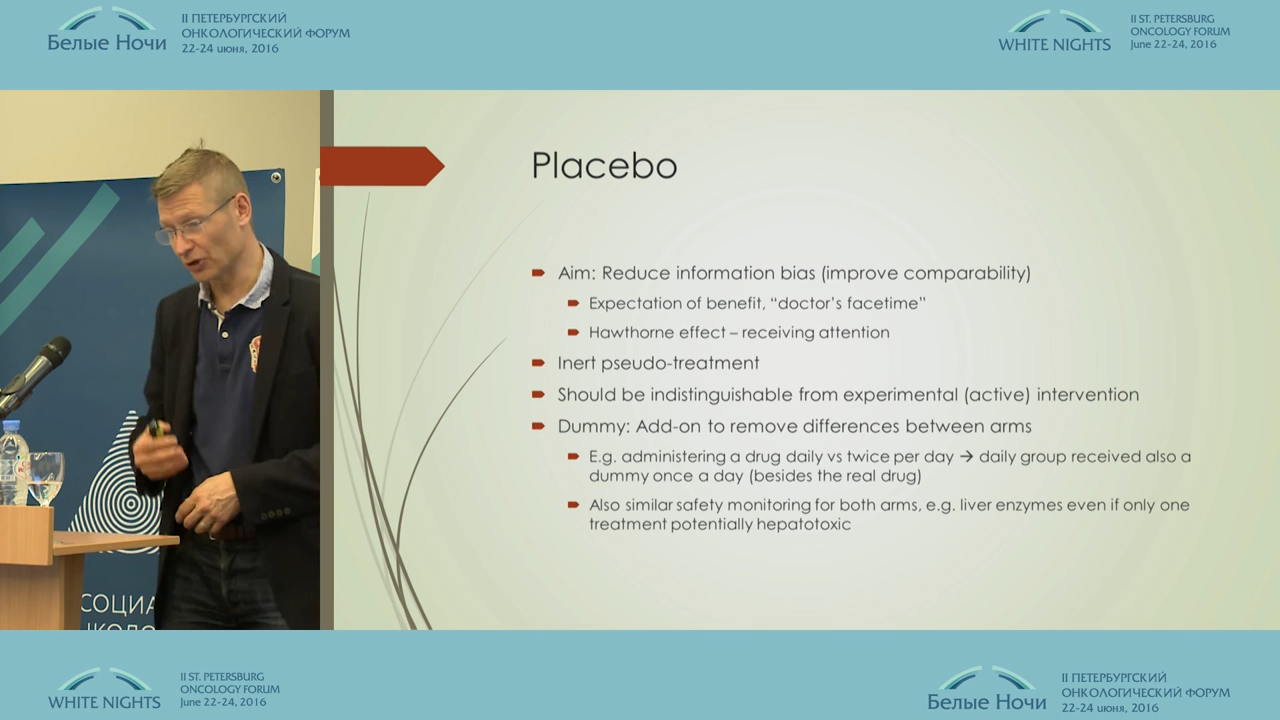 II ПЕТЕРБУРГСКИЙ
ОНКОЛОГИЧЕСКИЙ ФОРУМ
Белые Ночи
22-24 июня, 2016
II ST. PETERSBURG
ONCOLOGY FORUM
WHITE NIGHTS
June 22-24, 2016
Placebo
Aim: Reduce information bias (improve comparability)
Expectation of benefit, “doctor’s facetime”
Hawthorne effect – receiving attention
Inert pseudo-treatment
Should be indistinguishable from experimental (active) intervention
Dummy: Add-on to remove differences between arms
E.g. administering a drug daily vs twice per day → daily group received also a
dummy once a day (besides the real drug)
Also similar safety monitoring for both arms, e.g. liver enzymes even if only one
treatment potentially hepatotoxic
СОЦИА
II ST. PETERSBURG
ONCOLOGY FORUM
WHITE NIGHTS
June 22-24, 2016
II ПЕТЕРБУРГСКИЙ
ОНКОЛОГИЧЕСКИЙ ФОРУМ
Белые Ночи
22-24 июня, 2016